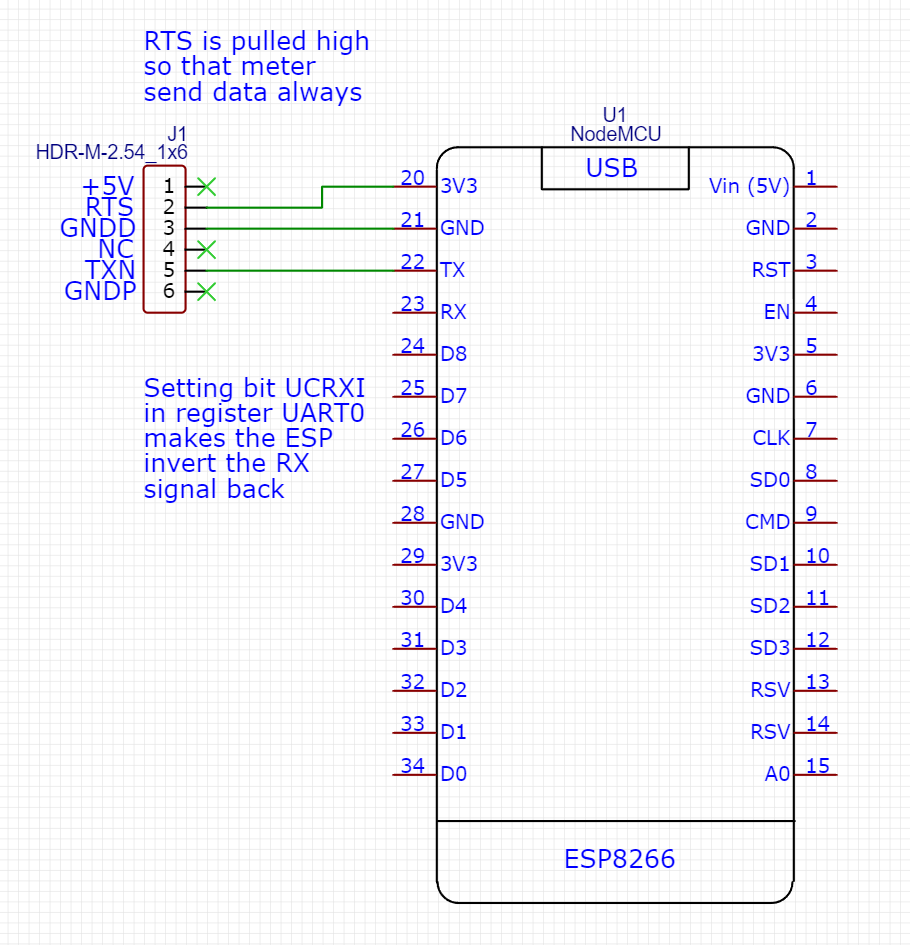 RTS is pulled high
so that meter
send data always
J1
HDR-M-2.54_1x6
+5V 1
RTS 2
GNDD 3
NC 4
TXN 5
GNDP 6
Setting bit UCRXI
in register UART0
makes the ESP
invert the RX
signal back
U1
NodeMCU
USB
20 3V3 Vin (5V) 1
21 GND GND 2
22 TX RST 3
23 RX EN 4
24 D8 3V3 5
25 D7 GND 6
26 D6 CLK 7
27 D5 SD0 8
28 GND CMD 9
29 3V3 SD1 10
30 D4 SD2 11
31 D3 SD3 12
32 D2 RSV 13
33 D1 RSV 14
34 D0 A0 15
ESP8266